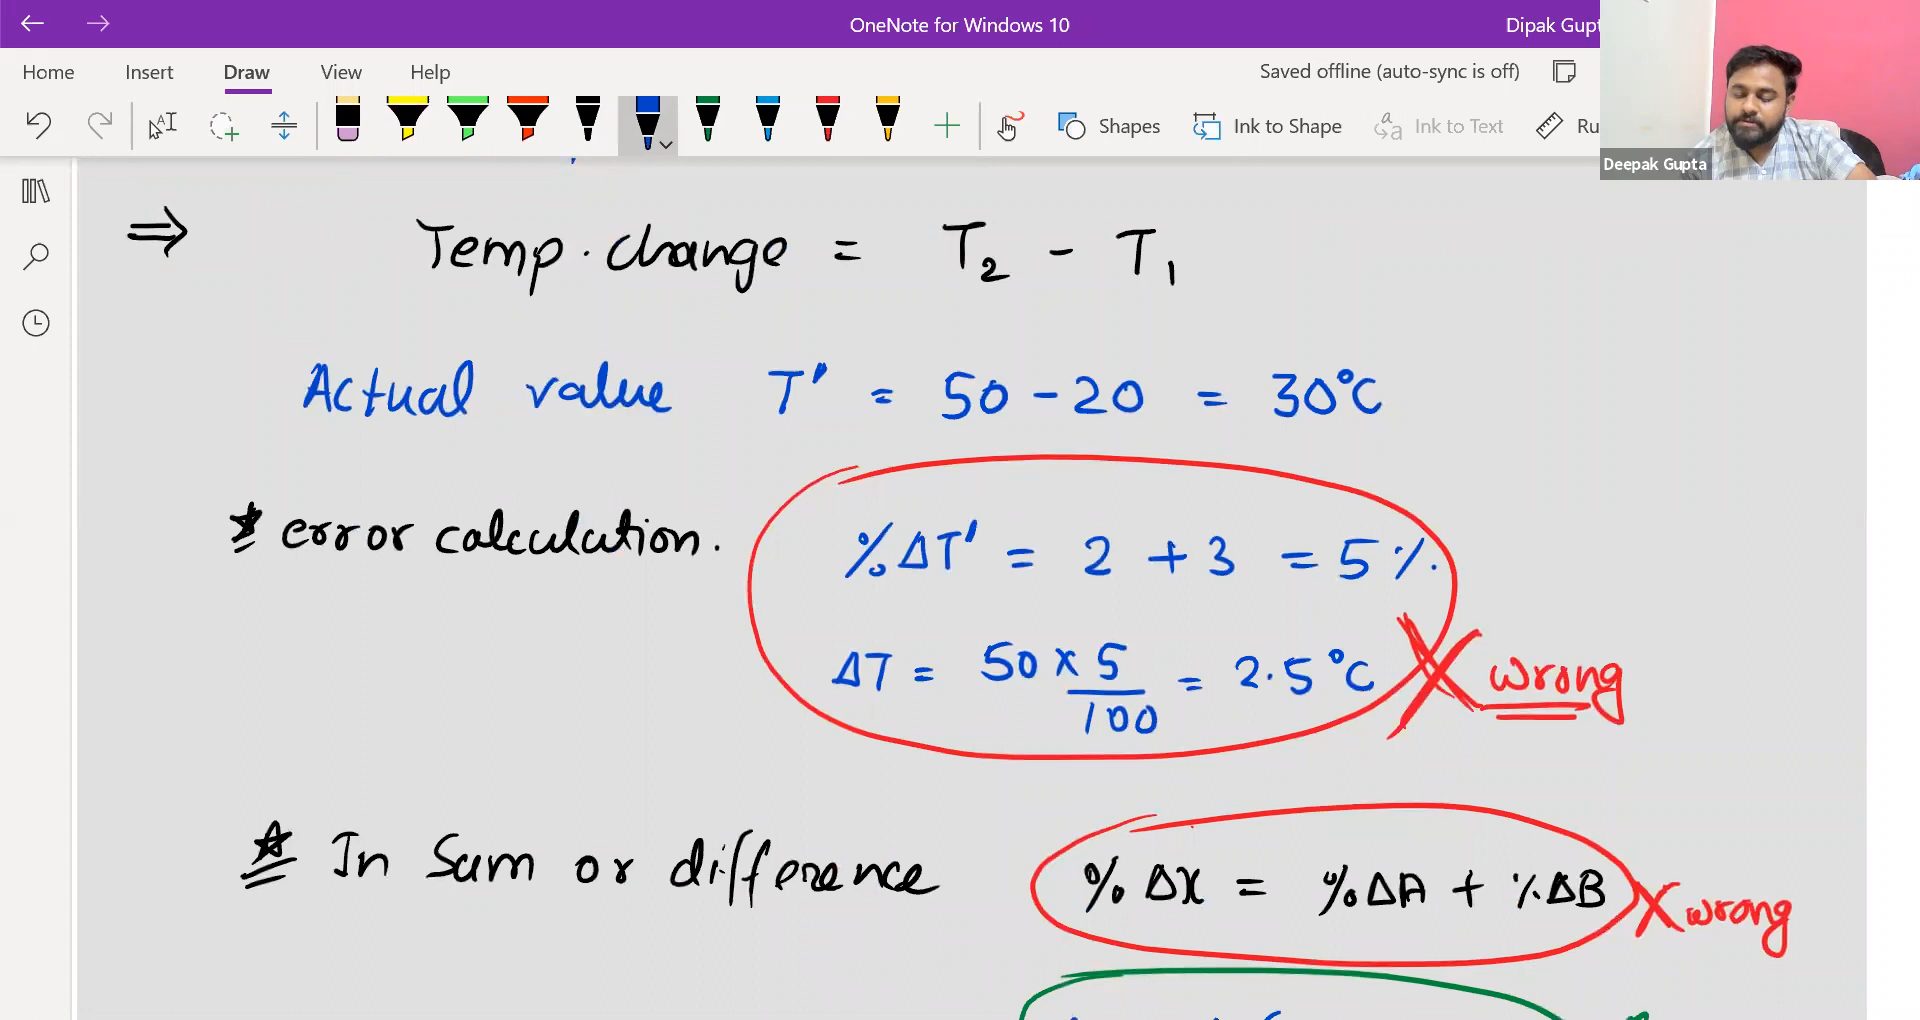 OneNote for Windows 10
Dipak Gupt
Home Insert Draw View Help
Saved offline (auto-sync is off)
Shapes
Ink to Shape
Ink to Text
Ru
Deepak Gupta
⇒ Temp. change = T₂ - T₁
Actual value T' = 50 - 20 = 30°C
* error calculation.
% ΔT' = 2 + 3 = 5 %.
ΔT = 50 x 5 / 100 = 2.5 °C
X wrong
* In Sum or difference
% ΔX = % ΔA + % ΔB
X wrong